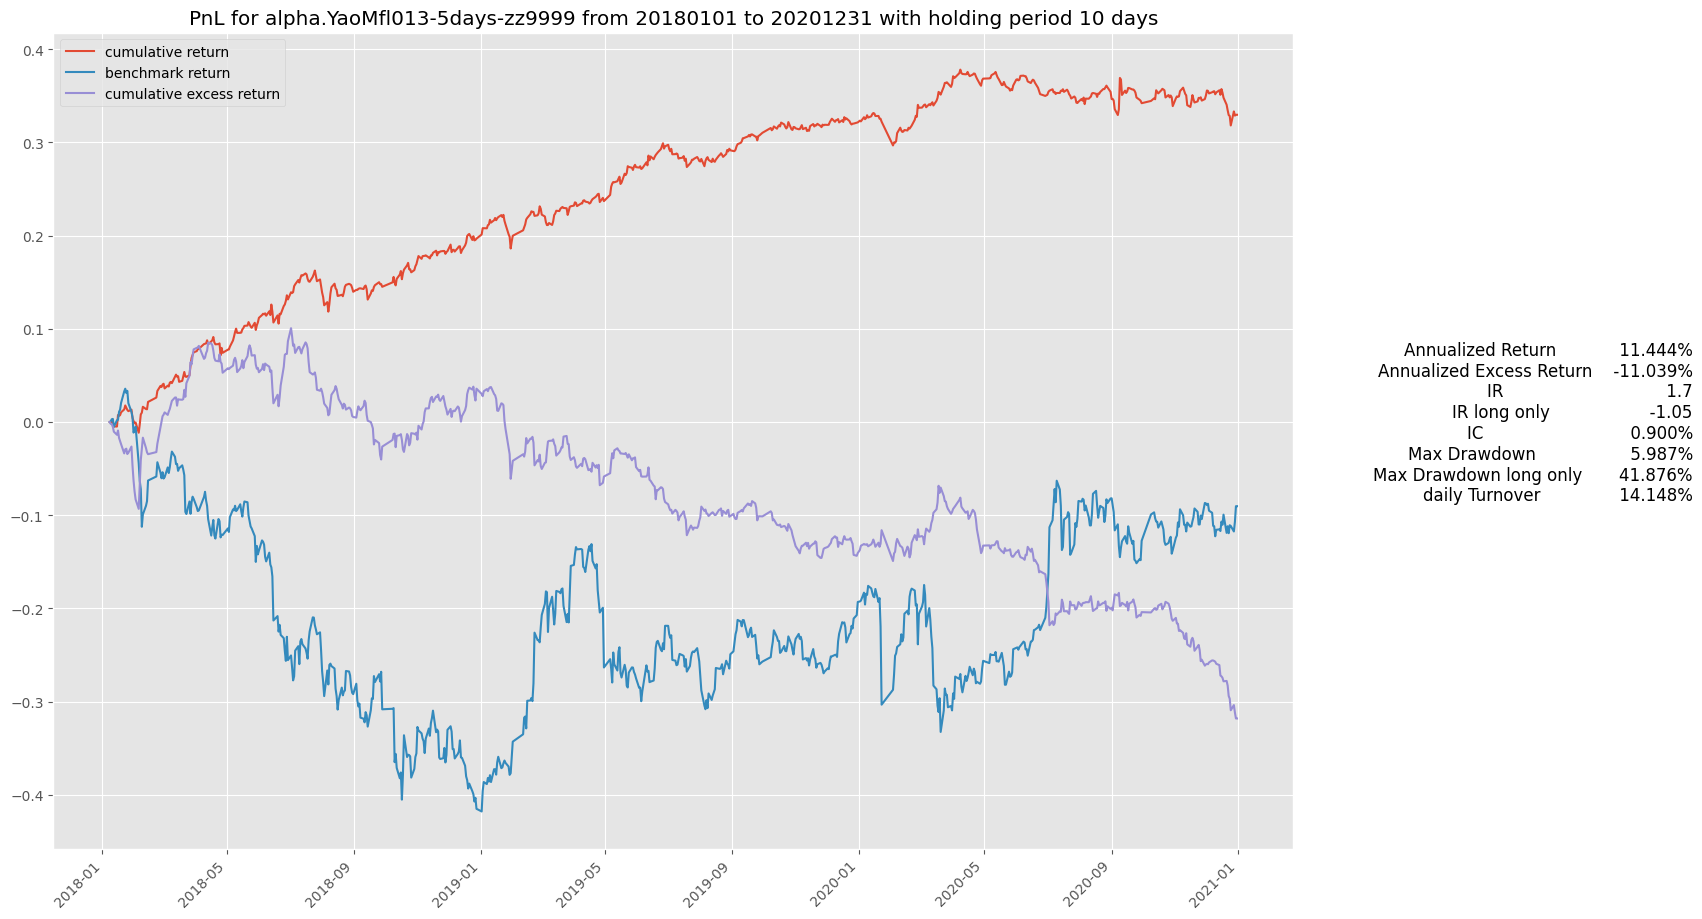 PnL for alpha.YaoMfl013-5days-zz9999 from 20180101 to 20201231 with holding period 10 days
cumulative return
benchmark return
cumulative excess return
0.4
0.3
0.2
0.1
0.0
−0.1
−0.2
−0.3
−0.4
2018-01
2018-05
2018-09
2019-01
2019-05
2019-09
2020-01
2020-05
2020-09
2021-01
Annualized Return 11.444%
Annualized Excess Return -11.039%
IR 1.7
IR long only -1.05
IC 0.900%
Max Drawdown 5.987%
Max Drawdown long only 41.876%
daily Turnover 14.148%